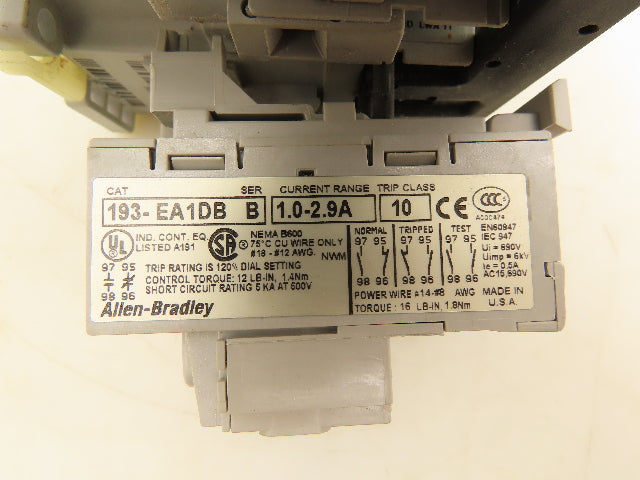 LWA 11
CAT SER CURRENT RANGE TRIP CLASS
193- EA1DB B 1.0-2.9A 10 CE CCC
UL IND. CONT. EQ. LISTED A191
SA NEMA B600
® 75°C CU WIRE ONLY
#18 - #12 AWG. NWM
97 95
98 96
TRIP RATING IS 120% DIAL SETTING
CONTROL TORQUE: 12 LB-IN, 1.4Nm
SHORT CIRCUIT RATING 5 KA AT 600V
Allen-Bradley
NORMAL TRIPPED TEST
97 95 97 95 97 95
98 96 98 96 98 96
POWER WIRE #14-#8 AWG
TORQUE : 16 LB-IN, 1.8Nm
EN60947
IEC 947
Ui = 690V
Uimp = 6kV
Ie = 0.5A
AC15,690V
MADE IN
U.S.A.